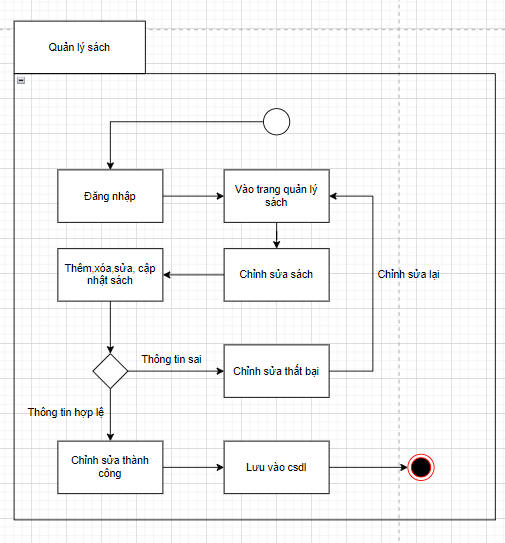 Quản lý sách
Đăng nhập
Vào trang quản lý
sách
Thêm,xóa,sửa, cập
nhật sách
Chỉnh sửa sách
Chỉnh sửa lại
Thông tin sai
Chỉnh sửa thất bại
Thông tin hợp lệ
Chỉnh sửa thành
công
Lưu vào csdl